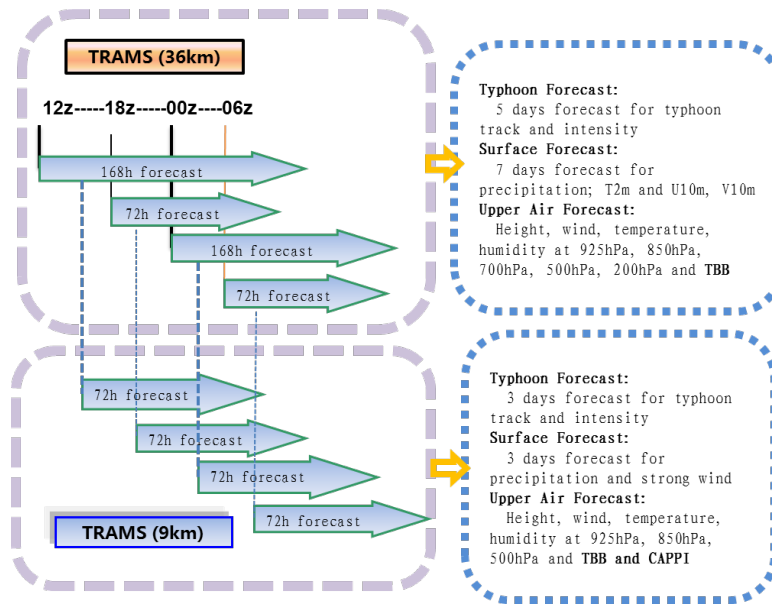 TRAMS (36km)
12z-----18z-----00z----06z
168h forecast
72h forecast
168h forecast
72h forecast
Typhoon Forecast:
5 days forecast for typhoon
track and intensity
Surface Forecast:
7 days forecast for
precipitation; T2m and U10m, V10m
Upper Air Forecast:
Height, wind, temperature,
humidity at 925hPa, 850hPa,
700hPa, 500hPa, 200hPa and TBB
72h forecast
72h forecast
72h forecast
72h forecast
TRAMS (9km)
Typhoon Forecast:
3 days forecast for typhoon
track and intensity
Surface Forecast:
3 days forecast for
precipitation and strong wind
Upper Air Forecast:
Height, wind, temperature,
humidity at 925hPa, 850hPa,
500hPa and TBB and CAPPI